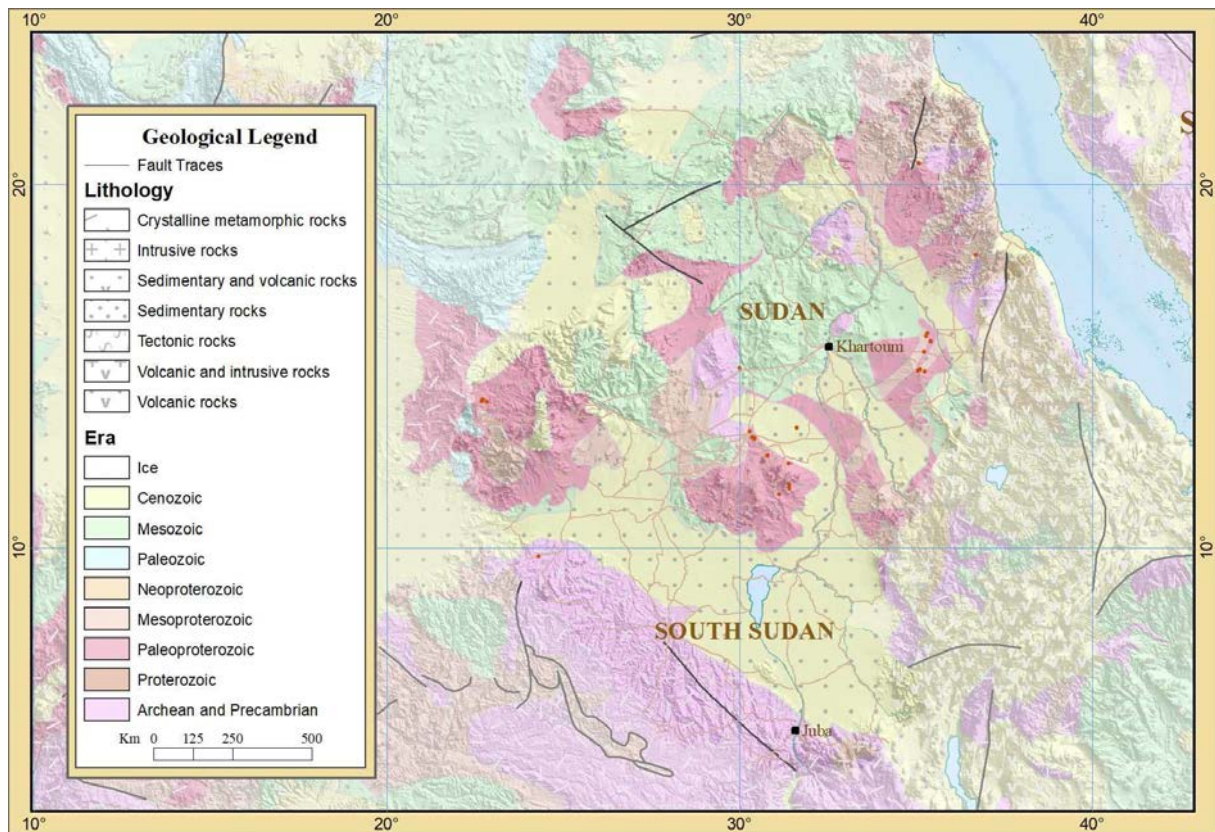 10°
20°
30°
40°
Geological Legend
Fault Traces
Lithology
Crystalline metamorphic rocks
Intrusive rocks
Sedimentary and volcanic rocks
Sedimentary rocks
Tectonic rocks
Volcanic and intrusive rocks
Volcanic rocks
Era
Ice
Cenozoic
Mesozoic
Paleozoic
Neoproterozoic
Mesoproterozoic
Paleoproterozoic
Proterozoic
Archean and Precambrian
Km 0 125 250 500
S
20°
20°
SUDAN
Khartoum
10°
10°
SOUTH SUDAN
Juba
10°
20°
30°
40°